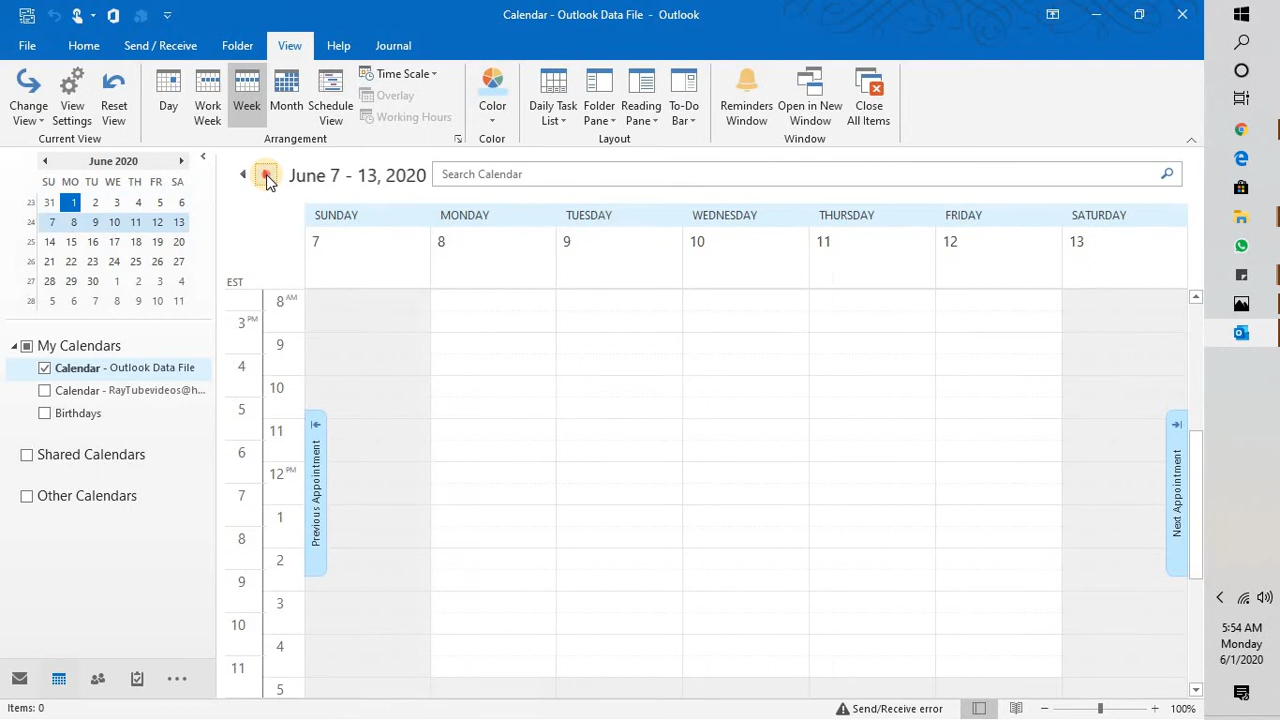 Calendar - Outlook Data File - Outlook
File Home Send / Receive Folder View Help Journal
Change View
View Settings
Reset View
Current View
Day
Work Week
Week
Month
Schedule View
Time Scale
Overlay
Working Hours
Arrangement
Color
Color
Daily Task List
Folder Pane
Reading Pane
To-Do Bar
Layout
Reminders Window
Open in New Window
Close All Items
Window
June 2020
SU MO TU WE TH FR SA
23 31 1 2 3 4 5 6
24 7 8 9 10 11 12 13
25 14 15 16 17 18 19 20
26 21 22 23 24 25 26 27
27 28 29 30 1 2 3 4
28 5 6 7 8 9 10 11
My Calendars
Calendar - Outlook Data File
Calendar - RayTubevideos@h...
Birthdays
Shared Calendars
Other Calendars
June 7 - 13, 2020
Search Calendar
SUNDAY MONDAY TUESDAY WEDNESDAY THURSDAY FRIDAY SATURDAY
7 8 9 10 11 12 13
EST
8 AM
3 PM
9
4
10
5
11
6
12 PM
7
1
8
2
9
3
10
4
11
5
Previous Appointment
Next Appointment
Items: 0
Send/Receive error
100%
5:54 AM
Monday
6/1/2020